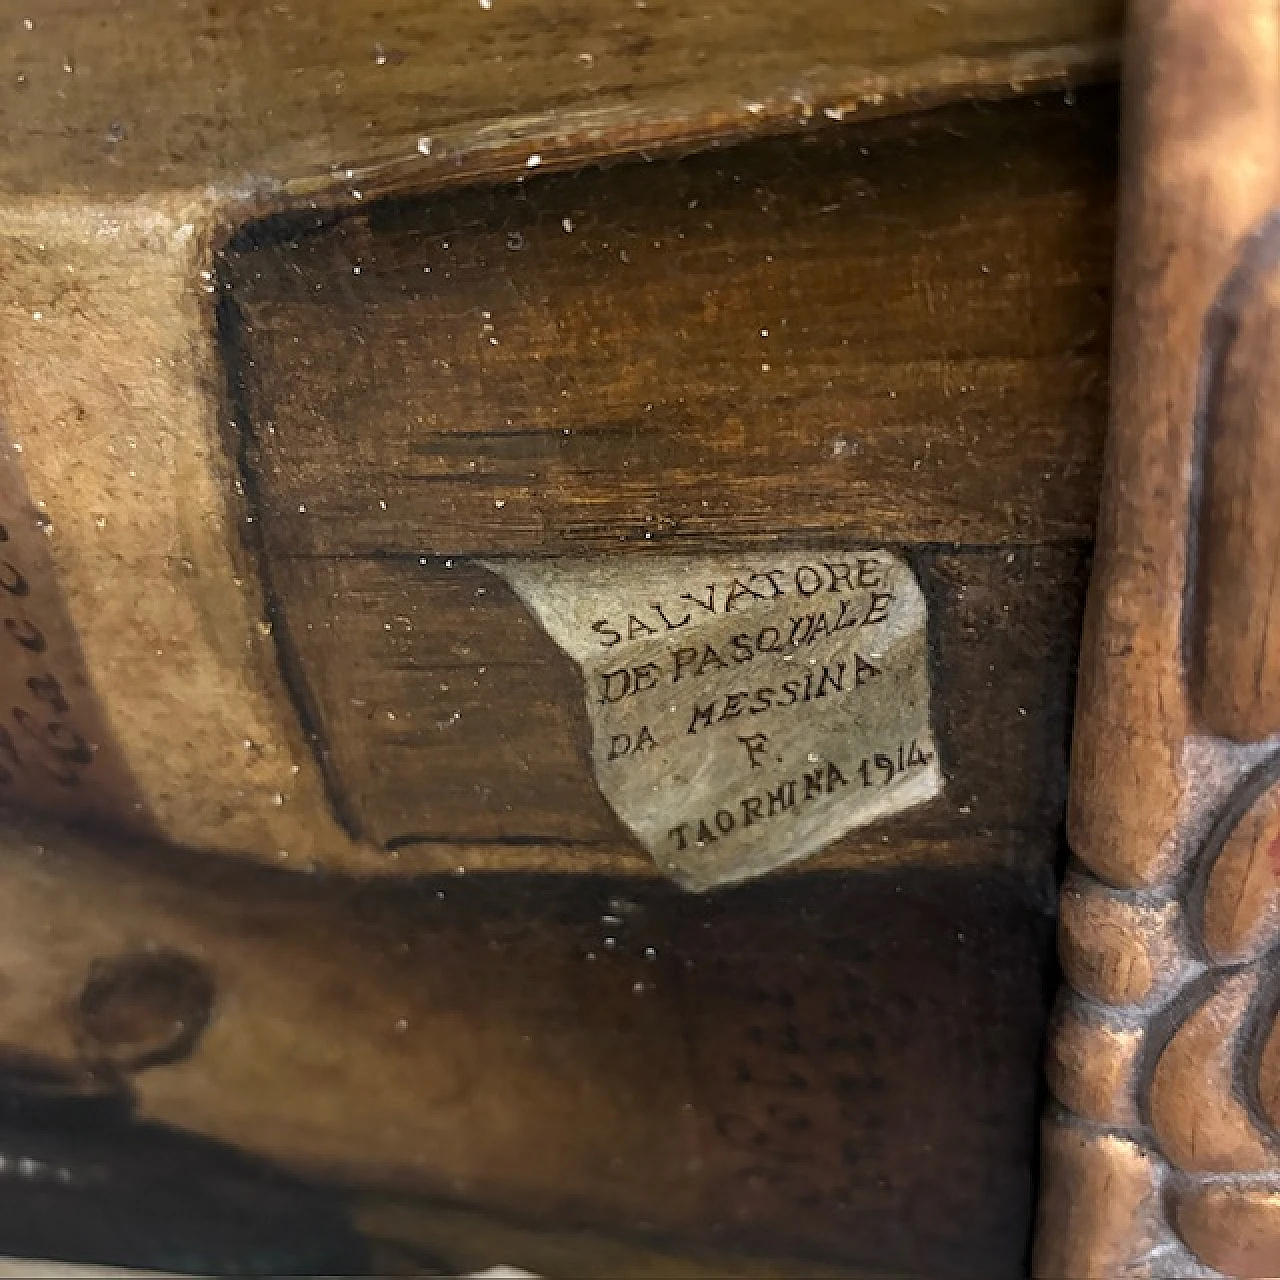 SALVATORE
DE PASQUALE
DA MESSINA
F.
TAORMINA 1914.